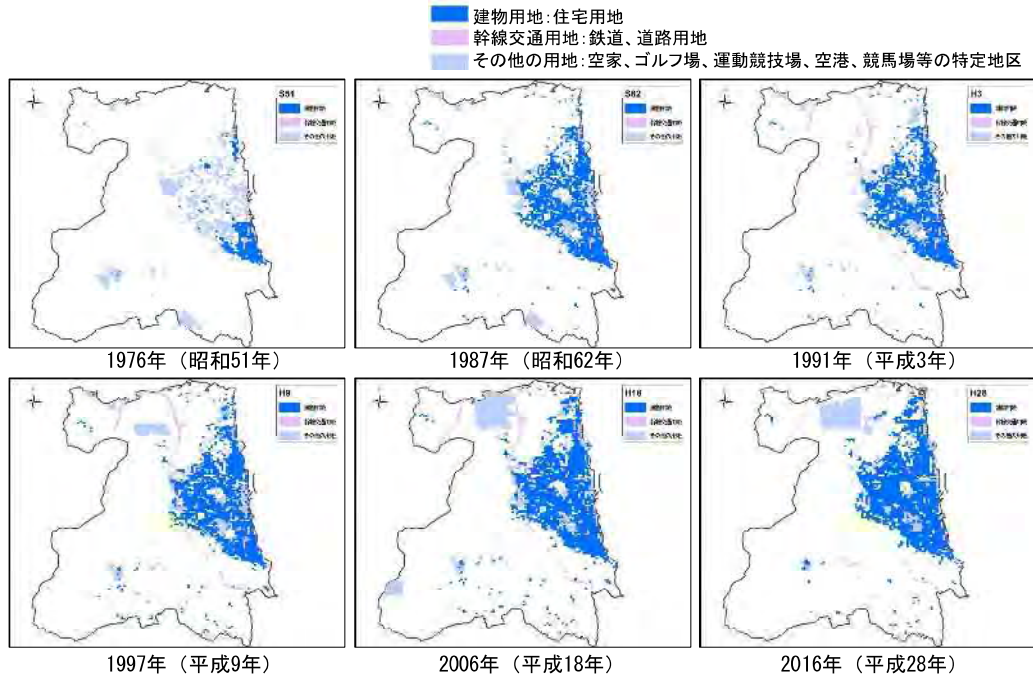 建物用地：住宅用地
幹線交通用地：鉄道、道路用地
その他の用地：空家、ゴルフ場、運動競技場、空港、競馬場等の特定地区
S51
S62
H3
1976年（昭和51年）
1987年（昭和62年）
1991年（平成3年）
H9
H18
H28
1997年（平成9年）
2006年（平成18年）
2016年（平成28年）